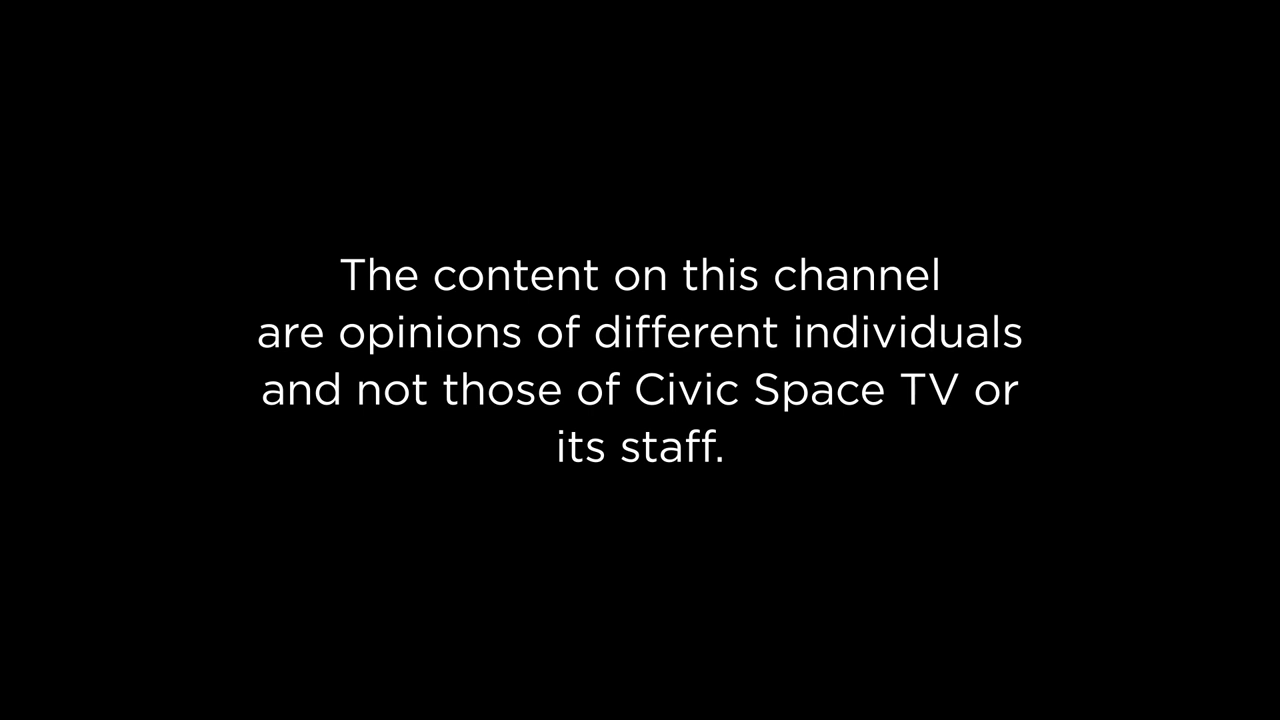 The content on this channel
are opinions of different individuals
and not those of Civic Space TV or
its staff.